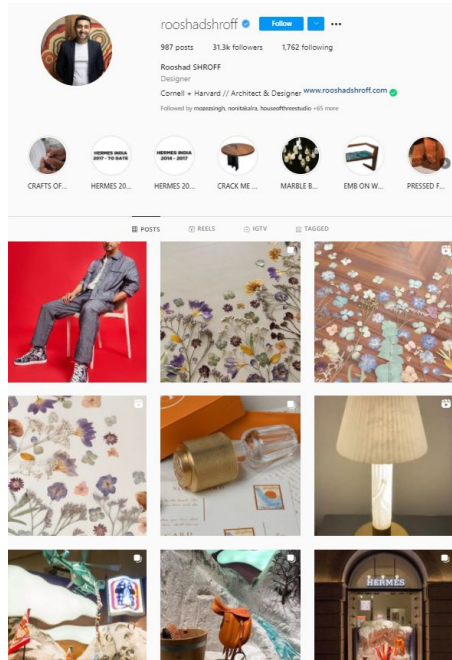 rooshadshroff Follow
987 posts 31.3k followers 1,762 following
Rooshad SHROFF
Designer
Cornell + Harvard // Architect & Designer www.rooshadshroff.com
Followed by mozezsingh, nonitakalra, houseofthreestudio +65 more
HERMES INDIA
2017 - TO DATE
HERMES INDIA
2014 - 2017
CRAFTS OF... HERMES 20... HERMES 20... CRACK ME ... MARBLE B... EMB ON W... PRESSED F...
POSTS REELS IGTV TAGGED
HERMÈS